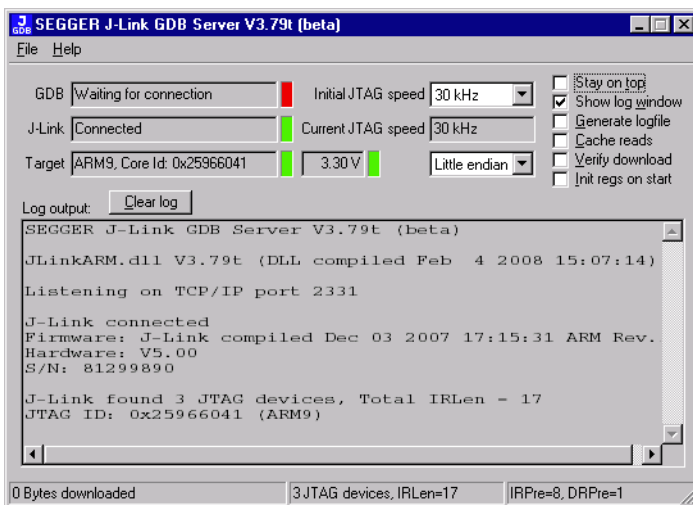 SEGGER J-Link GDB Server V3.79t (beta)
File Help
GDB Waiting for connection Initial JTAG speed 30 kHz
J-Link Connected Current JTAG speed 30 kHz
Target ARM9, Core Id: 0x25966041 3.30 V Little endian
Stay on top
Show log window
Generate logfile
Cache reads
Verify download
Init regs on start
Log output: Clear log
SEGGER J-Link GDB Server V3.79t (beta)
JLinkARM.dll V3.79t (DLL compiled Feb  4 2008 15:07:14)
Listening on TCP/IP port 2331
J-Link connected
Firmware: J-Link compiled Dec 03 2007 17:15:31 ARM Rev.
Hardware: V5.00
S/N: 81299890
J-Link found 3 JTAG devices, Total IRLen = 17
JTAG ID: 0x25966041 (ARM9)
0 Bytes downloaded 3 JTAG devices, IRLen=17 IRPre=8, DRPre=1